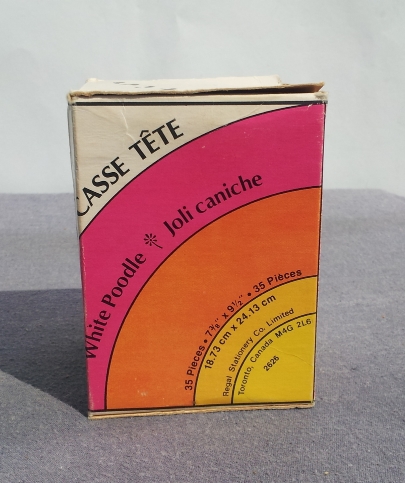 CASSE TÊTE
White Poodle * Joli caniche
35 Pieces • 7⅜" x 9½" • 35 Pièces
18.73 cm x 24.13 cm
Regal Stationery Co. Limited
Toronto, Canada M4G 2L6
2626